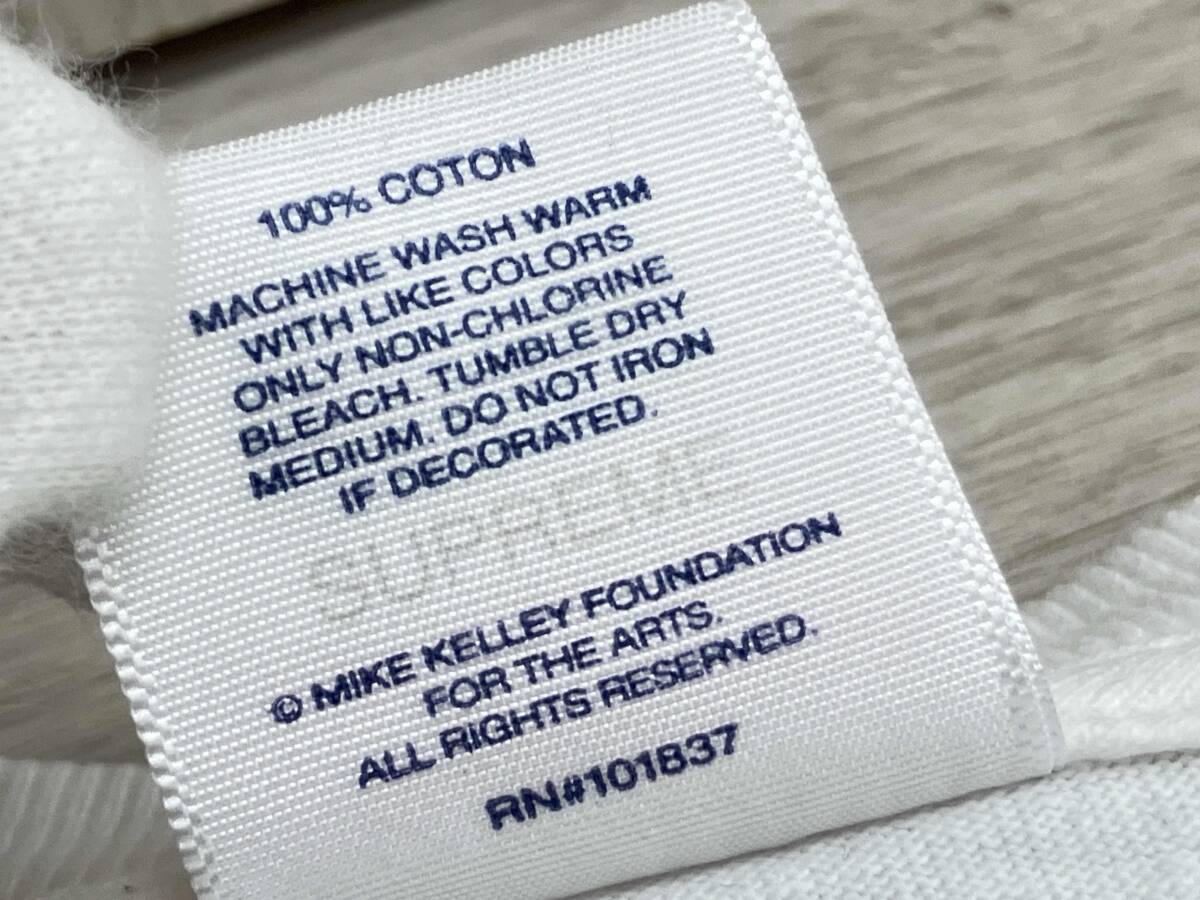 100% COTON
MACHINE WASH WARM
WITH LIKE COLORS
ONLY NON-CHLORINE
BLEACH. TUMBLE DRY
MEDIUM. DO NOT IRON
IF DECORATED.
SUPREME
© MIKE KELLEY FOUNDATION
FOR THE ARTS.
ALL RIGHTS RESERVED.
RN#101837